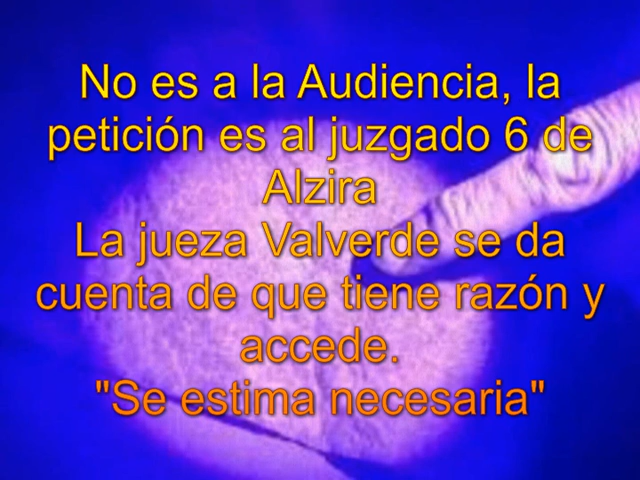 No es a la Audiencia, la
petición es al juzgado 6 de
Alzira
La jueza Valverde se da
cuenta de que tiene razón y
accede.
"Se estima necesaria"